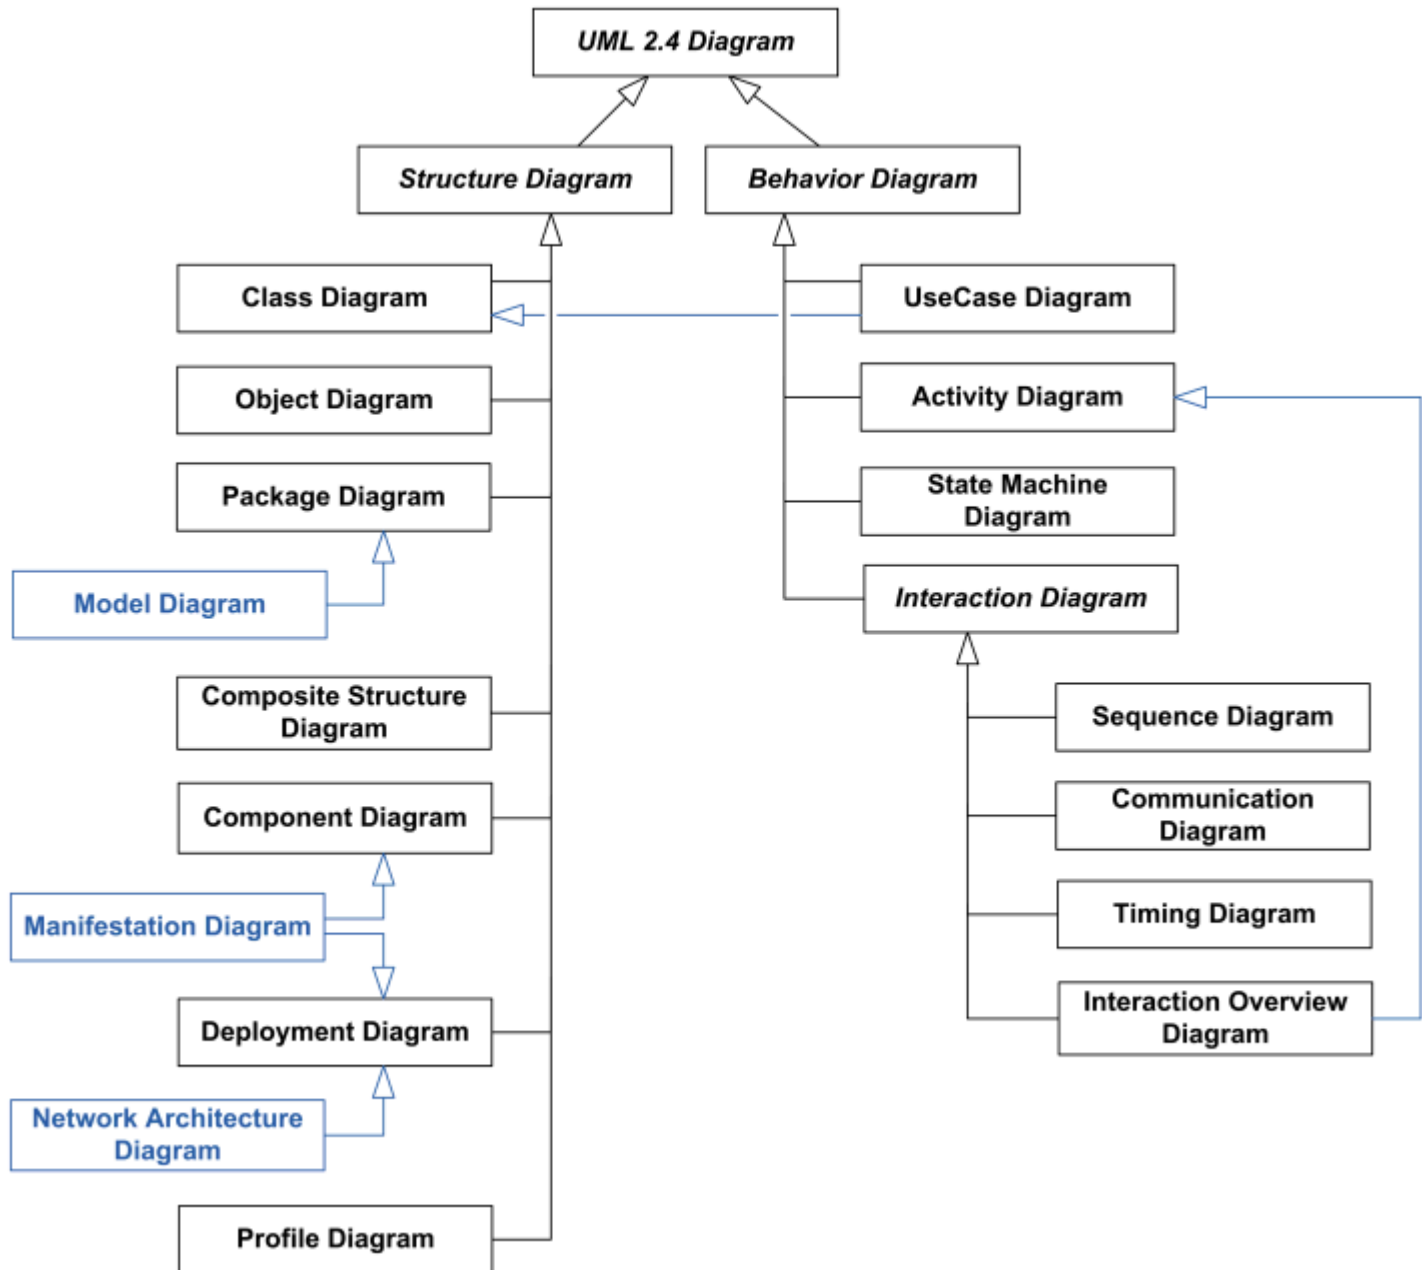 UML 2.4 Diagram
Structure Diagram
Behavior Diagram
Class Diagram
UseCase Diagram
Object Diagram
Activity Diagram
Package Diagram
State Machine
Diagram
Model Diagram
Interaction Diagram
Composite Structure
Diagram
Sequence Diagram
Component Diagram
Communication
Diagram
Manifestation Diagram
Timing Diagram
Deployment Diagram
Interaction Overview
Diagram
Network Architecture
Diagram
Profile Diagram